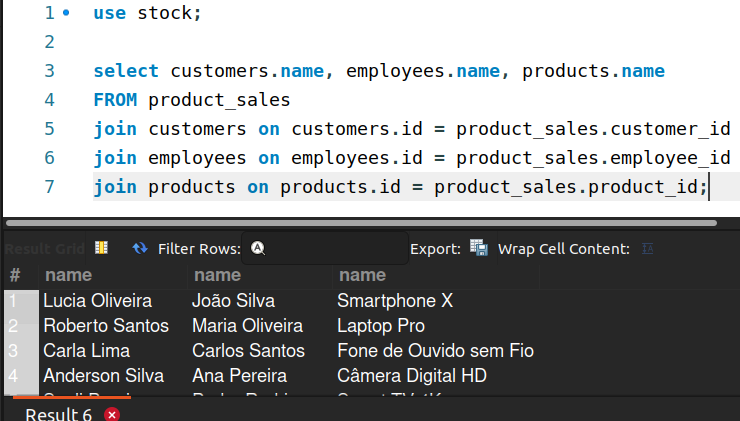 1 use stock;
2
3 select customers.name, employees.name, products.name
4 FROM product_sales
5 join customers on customers.id = product_sales.customer_id
6 join employees on employees.id = product_sales.employee_id
7 join products on products.id = product_sales.product_id;
Result Grid Filter Rows: Export: Wrap Cell Content:
# name name name
1 Lucia Oliveira João Silva Smartphone X
2 Roberto Santos Maria Oliveira Laptop Pro
3 Carla Lima Carlos Santos Fone de Ouvido sem Fio
4 Anderson Silva Ana Pereira Câmera Digital HD
Result 6